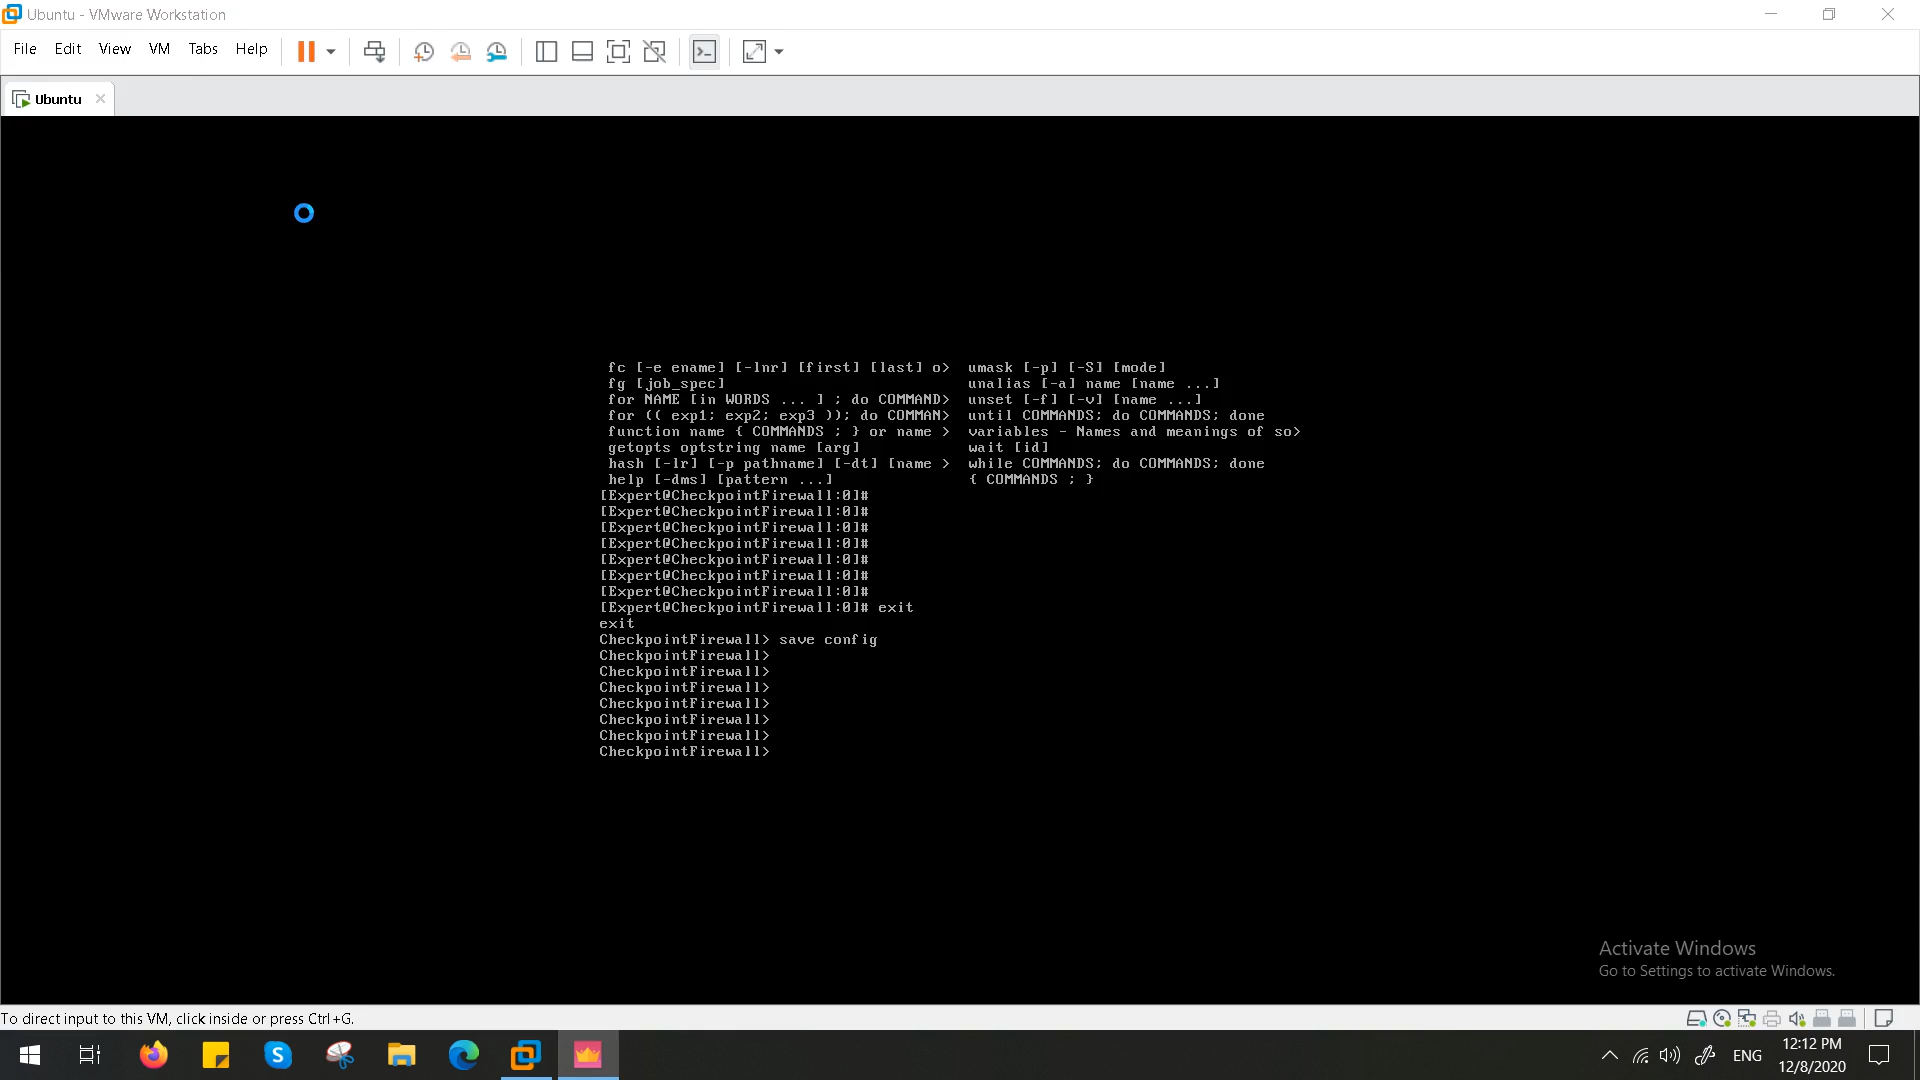 Ubuntu - VMware Workstation
File Edit View VM Tabs Help
Ubuntu
fc [-e ename] [-lnr] [first] [last] o>  umask [-p] [-S] [mode]
fg [job_spec]  unalias [-a] name [name ...]
for NAME [in WORDS ... ] ; do COMMAND>  unset [-f] [-v] [name ...]
for (( exp1; exp2; exp3 )); do COMMAN>  until COMMANDS; do COMMANDS; done
function name { COMMANDS ; } or name >  variables - Names and meanings of so>
getopts optstring name [arg]  wait [id]
hash [-lr] [-p pathname] [-dt] [name >  while COMMANDS; do COMMANDS; done
help [-dms] [pattern ...]  { COMMANDS ; }
[Expert@CheckpointFirewall:0]#
[Expert@CheckpointFirewall:0]#
[Expert@CheckpointFirewall:0]#
[Expert@CheckpointFirewall:0]#
[Expert@CheckpointFirewall:0]#
[Expert@CheckpointFirewall:0]#
[Expert@CheckpointFirewall:0]#
[Expert@CheckpointFirewall:0]# exit
exit
CheckpointFirewall> save config
CheckpointFirewall>
CheckpointFirewall>
CheckpointFirewall>
CheckpointFirewall>
CheckpointFirewall>
CheckpointFirewall>
CheckpointFirewall>
Activate Windows
Go to Settings to activate Windows.
To direct input to this VM, click inside or press Ctrl+G.
ENG
12:12 PM
12/8/2020